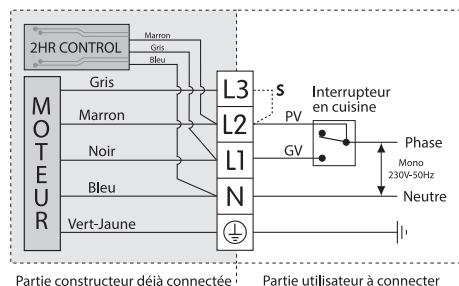 2HR CONTROL
Marron
Gris
Bleu
MOTEUR
Gris
Marron
Noir
Bleu
Vert-Jaune
L3
L2
L1
N
S
PV
GV
Interrupteur
en cuisine
Phase
Mono
230V-50Hz
Neutre
Partie constructeur déjà connectée
Partie utilisateur à connecter